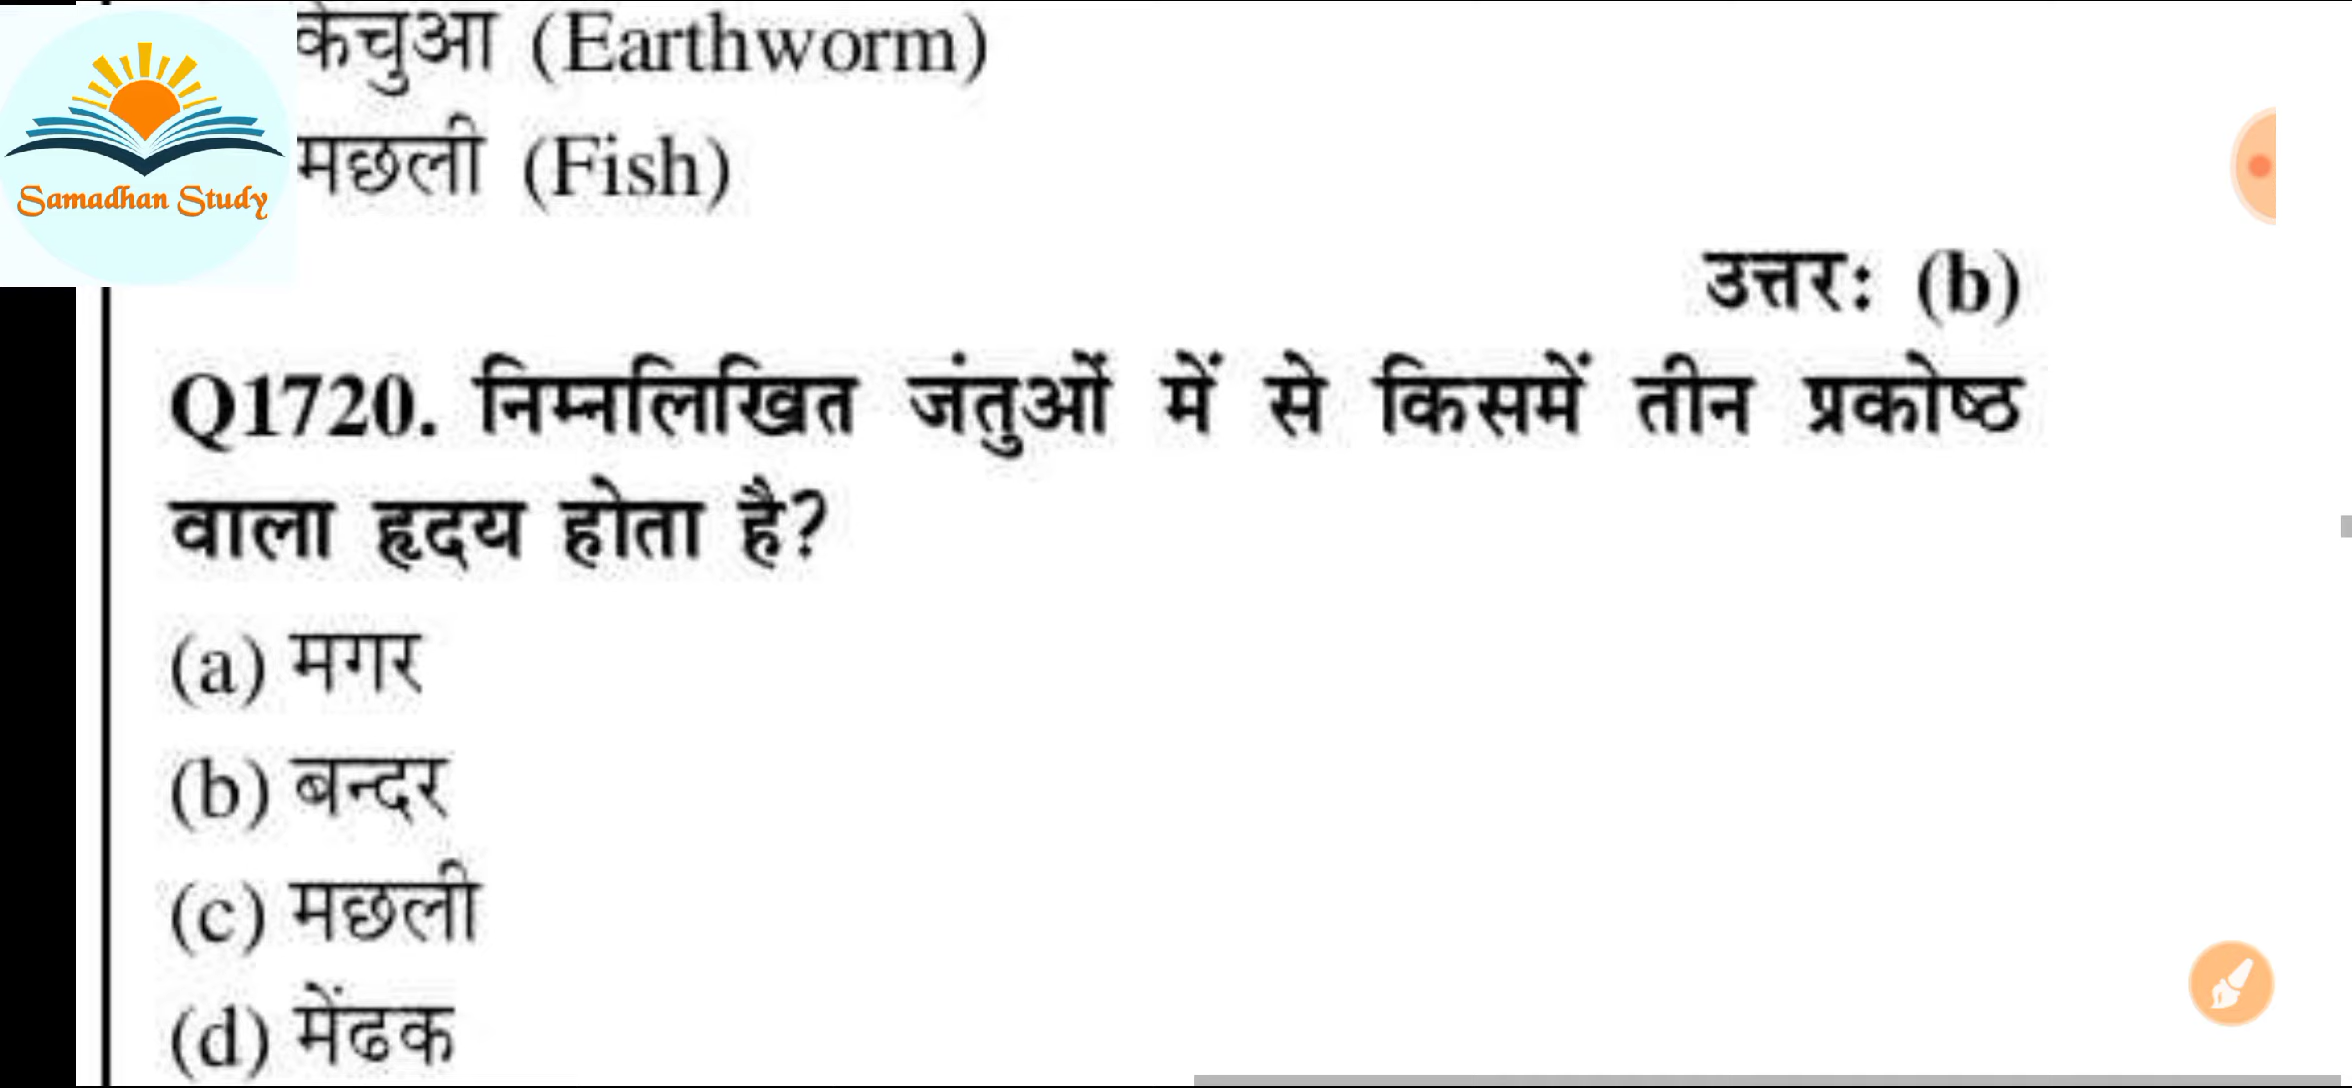 केंचुआ (Earthworm)
मछली (Fish)
Samadhan Study
उत्तरः (b)
Q1720. निम्नलिखित जंतुओं में से किसमें तीन प्रकोष्ठ
वाला हृदय होता है?
(a) मगर
(b) बन्दर
(c) मछली
(d) मेंढक